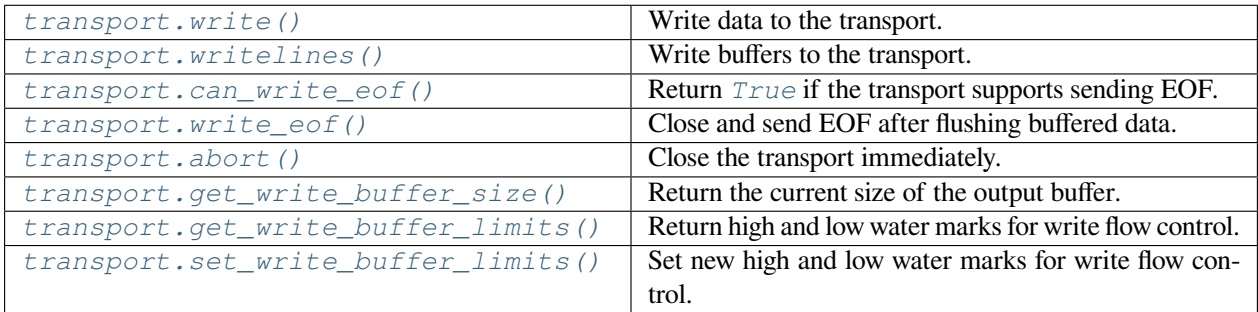 transport.write() Write data to the transport.
transport.writelines() Write buffers to the transport.
transport.can_write_eof() Return True if the transport supports sending EOF.
transport.write_eof() Close and send EOF after flushing buffered data.
transport.abort() Close the transport immediately.
transport.get_write_buffer_size() Return the current size of the output buffer.
transport.get_write_buffer_limits() Return high and low water marks for write flow control.
transport.set_write_buffer_limits() Set new high and low water marks for write flow con-
trol.